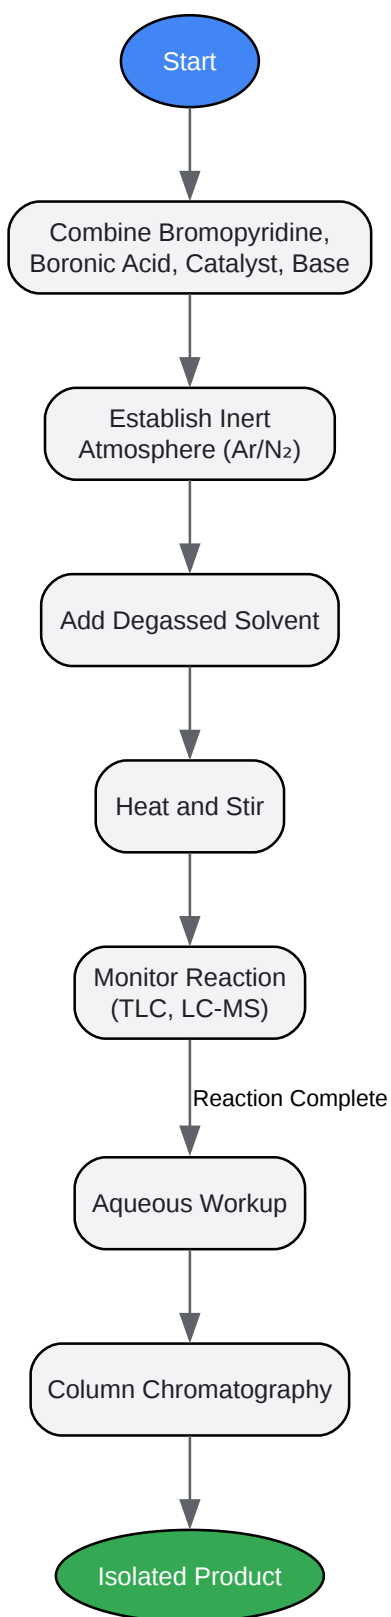 Start
Combine Bromopyridine,
Boronic Acid, Catalyst, Base
Establish Inert
Atmosphere (Ar/N₂)
Add Degassed Solvent
Heat and Stir
Monitor Reaction
(TLC, LC-MS)
Reaction Complete
Aqueous Workup
Column Chromatography
Isolated Product